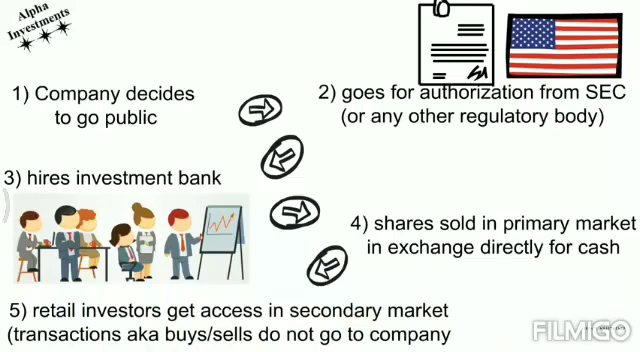 Alpha
Investments
1) Company decides
to go public
2) goes for authorization from SEC
(or any other regulatory body)
3) hires investment bank
4) shares sold in primary market
in exchange directly for cash
5) retail investors get access in secondary market
(transactions aka buys/sells do not go to company
FILMIGO